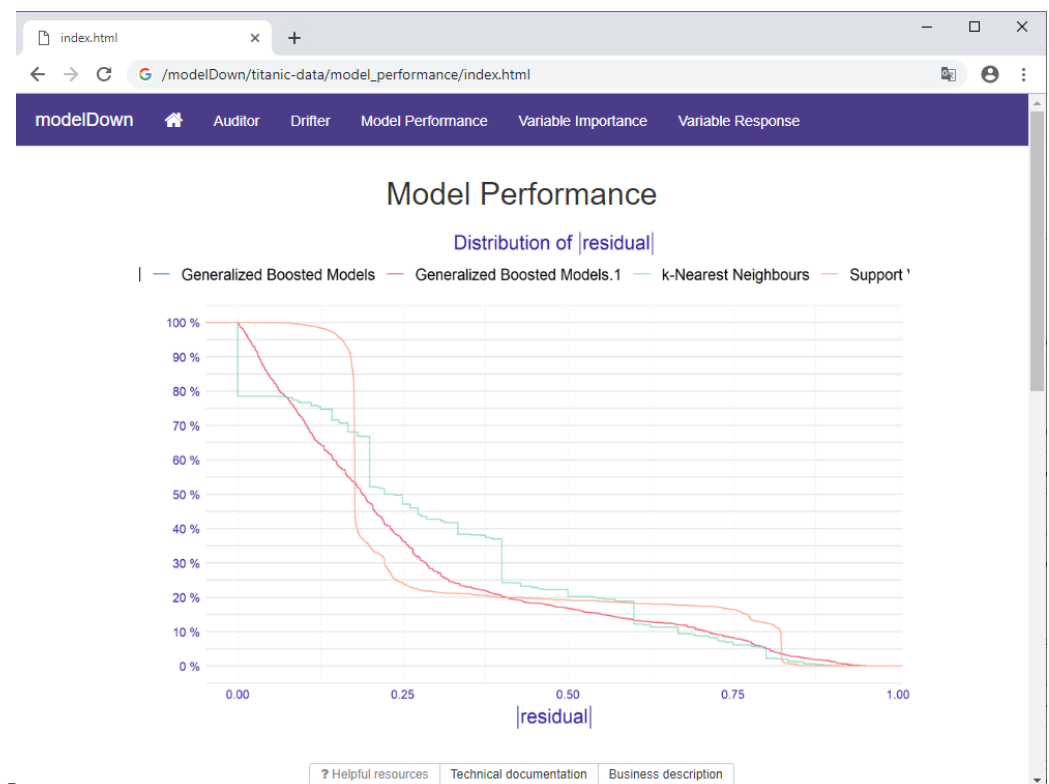 index.html
/modelDown/titanic-data/model_performance/index.html
modelDown Auditor Drifter Model Performance Variable Importance Variable Response
Model Performance
Distribution of |residual|
Generalized Boosted Models Generalized Boosted Models.1 k-Nearest Neighbours Support
100 %
90 %
80 %
70 %
60 %
50 %
40 %
30 %
20 %
10 %
0 %
0.00 0.25 0.50 0.75 1.00
|residual|
? Helpful resources Technical documentation Business description